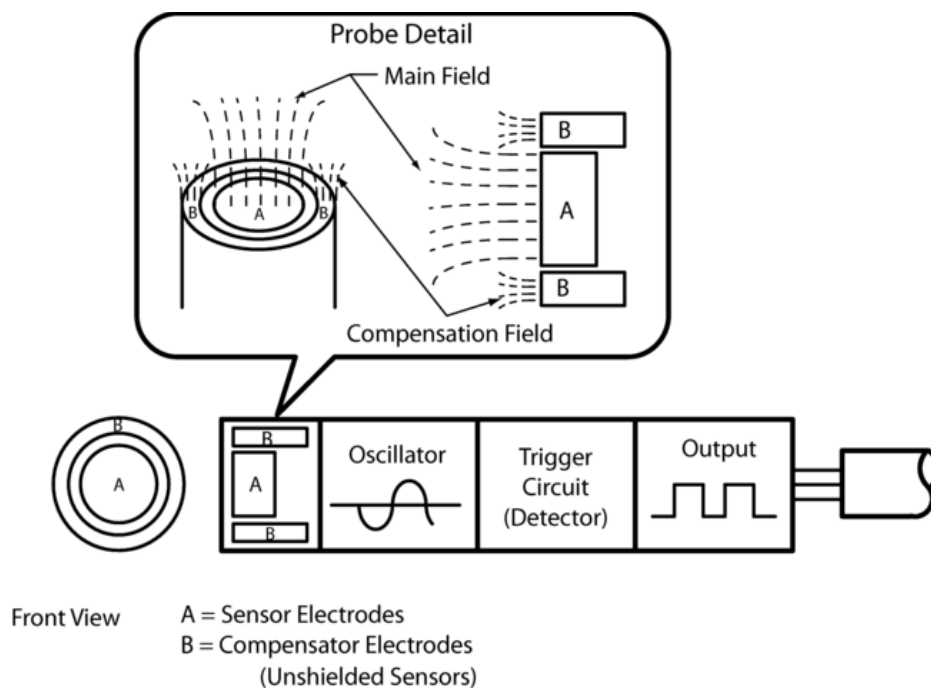 Probe Detail
Main Field
B
A
B
A
B
B
Compensation Field
B
A
B
A
B
Oscillator
Trigger
Circuit
(Detector)
Output
Front View
A = Sensor Electrodes
B = Compensator Electrodes
(Unshielded Sensors)